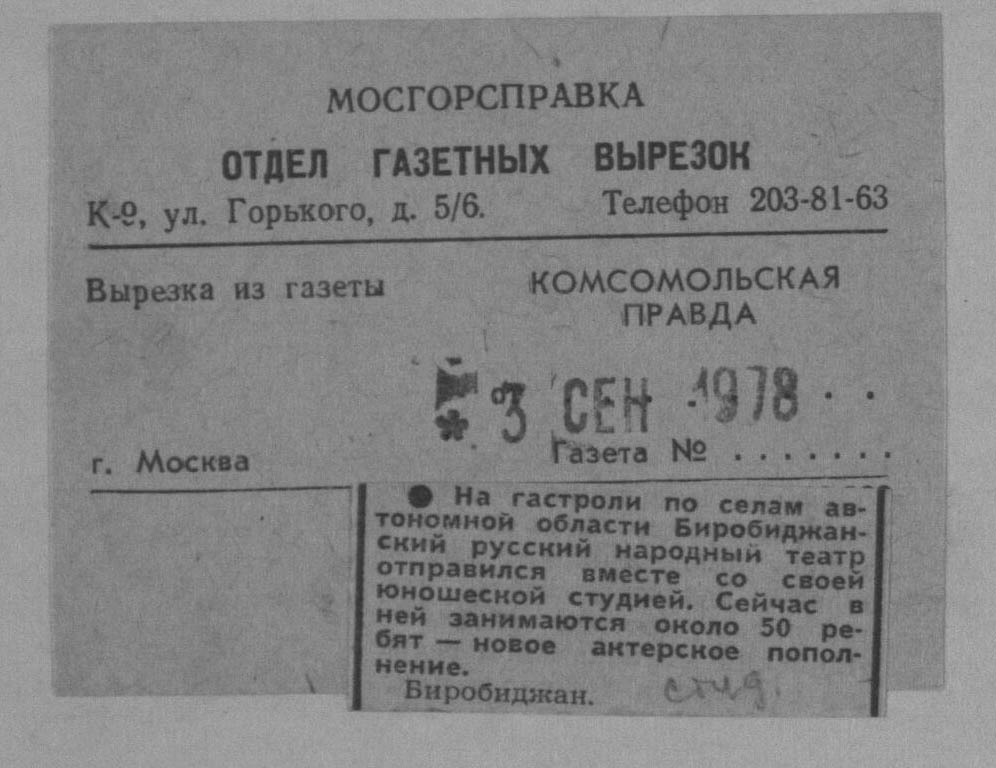 МОСГОРСПРАВКА
ОТДЕЛ ГАЗЕТНЫХ ВЫРЕЗОК
К-9, ул. Горького, д. 5/6. Телефон 203-81-63
Вырезка из газеты
КОМСОМОЛЬСКАЯ
ПРАВДА
от 3 СЕН 1978 . .
г. Москва
Газета № . . . . . . .
● На гастроли по селам ав-
тономной области Биробиджан-
ский русский народный театр
отправился вместе со своей
юношеской студией. Сейчас в
ней занимаются около 50 ре-
бят — новое актерское попол-
нение.
Биробиджан.
студ.